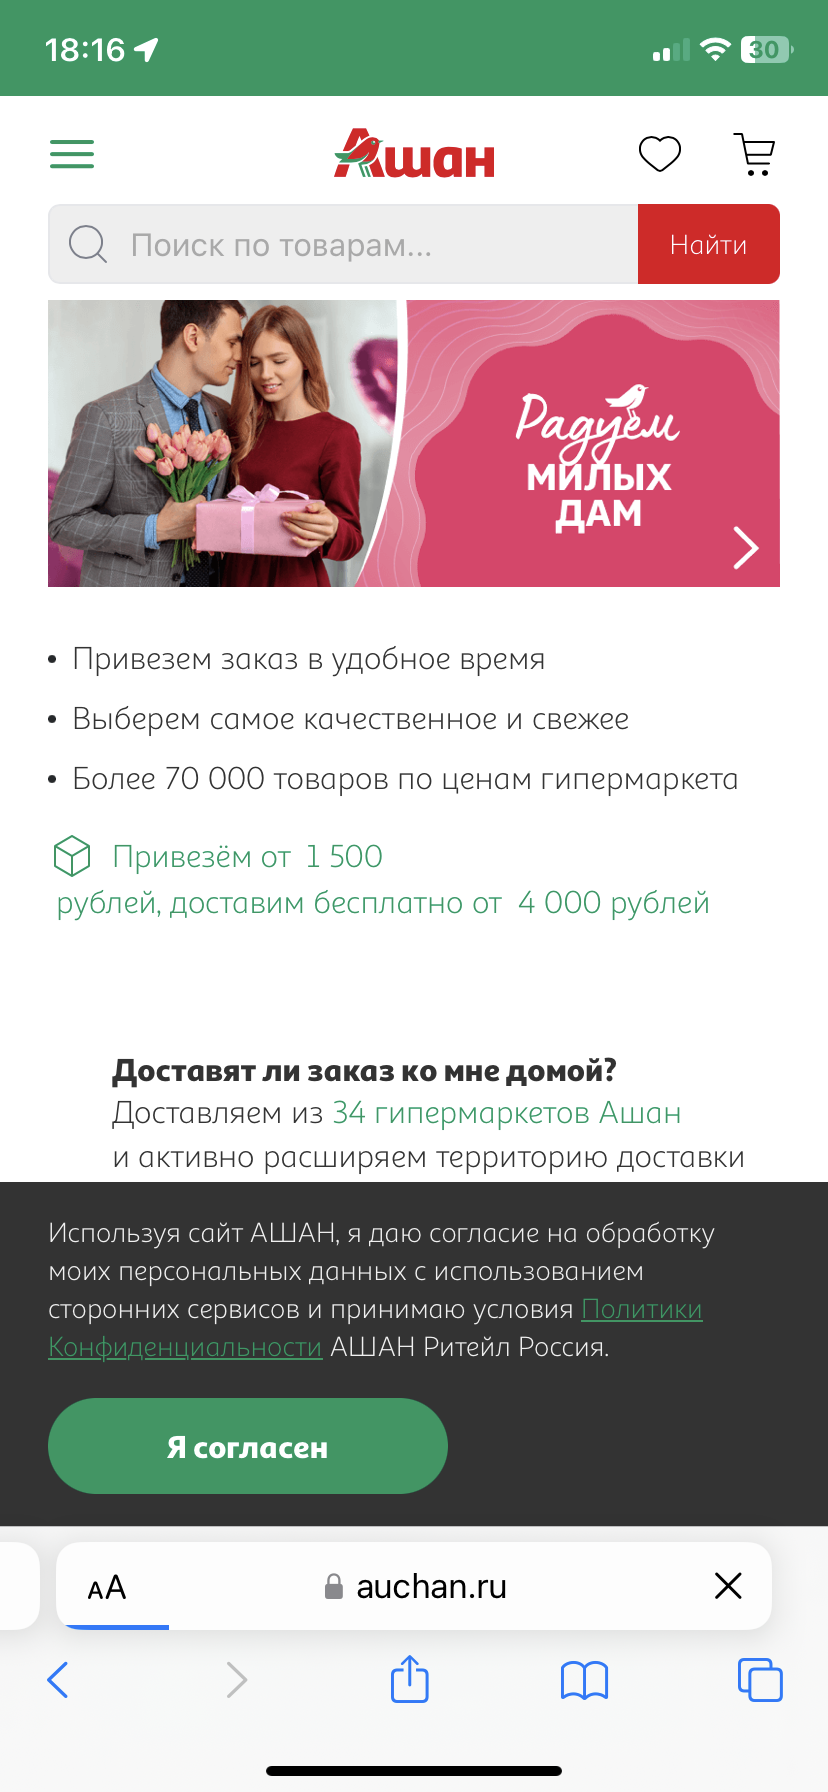 18:16
30
Ашан
Поиск по товарам...
Найти
Радуем
МИЛЫХ
ДАМ
• Привезем заказ в удобное время
• Выберем самое качественное и свежее
• Более 70 000 товаров по ценам гипермаркета
Привезём от 1 500
рублей, доставим бесплатно от 4 000 рублей
Доставят ли заказ ко мне домой?
Доставляем из 34 гипермаркетов Ашан
и активно расширяем территорию доставки
Используя сайт АШАН, я даю согласие на обработку
моих персональных данных с использованием
сторонних сервисов и принимаю условия Политики
Конфиденциальности АШАН Ритейл Россия.
Я согласен
AA
auchan.ru